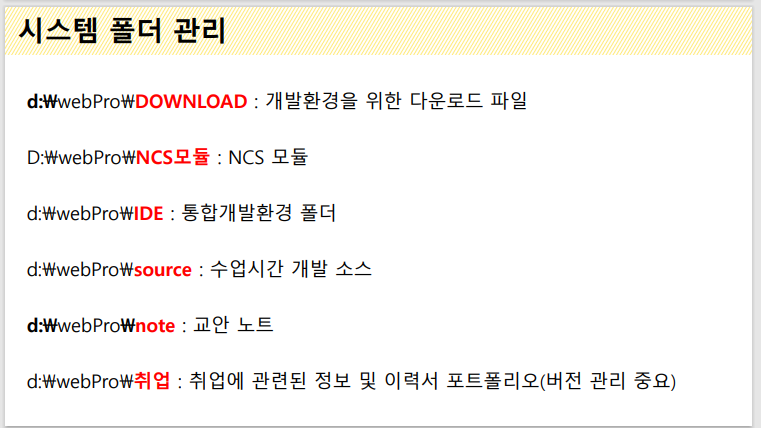 시스템 폴더 관리
d:₩webPro₩DOWNLOAD : 개발환경을 위한 다운로드 파일
D:₩webPro₩NCS모듈 : NCS 모듈
d:₩webPro₩IDE : 통합개발환경 폴더
d:₩webPro₩source : 수업시간 개발 소스
d:₩webPro₩note : 교안 노트
d:₩webPro₩취업 : 취업에 관련된 정보 및 이력서 포트폴리오(버전 관리 중요)